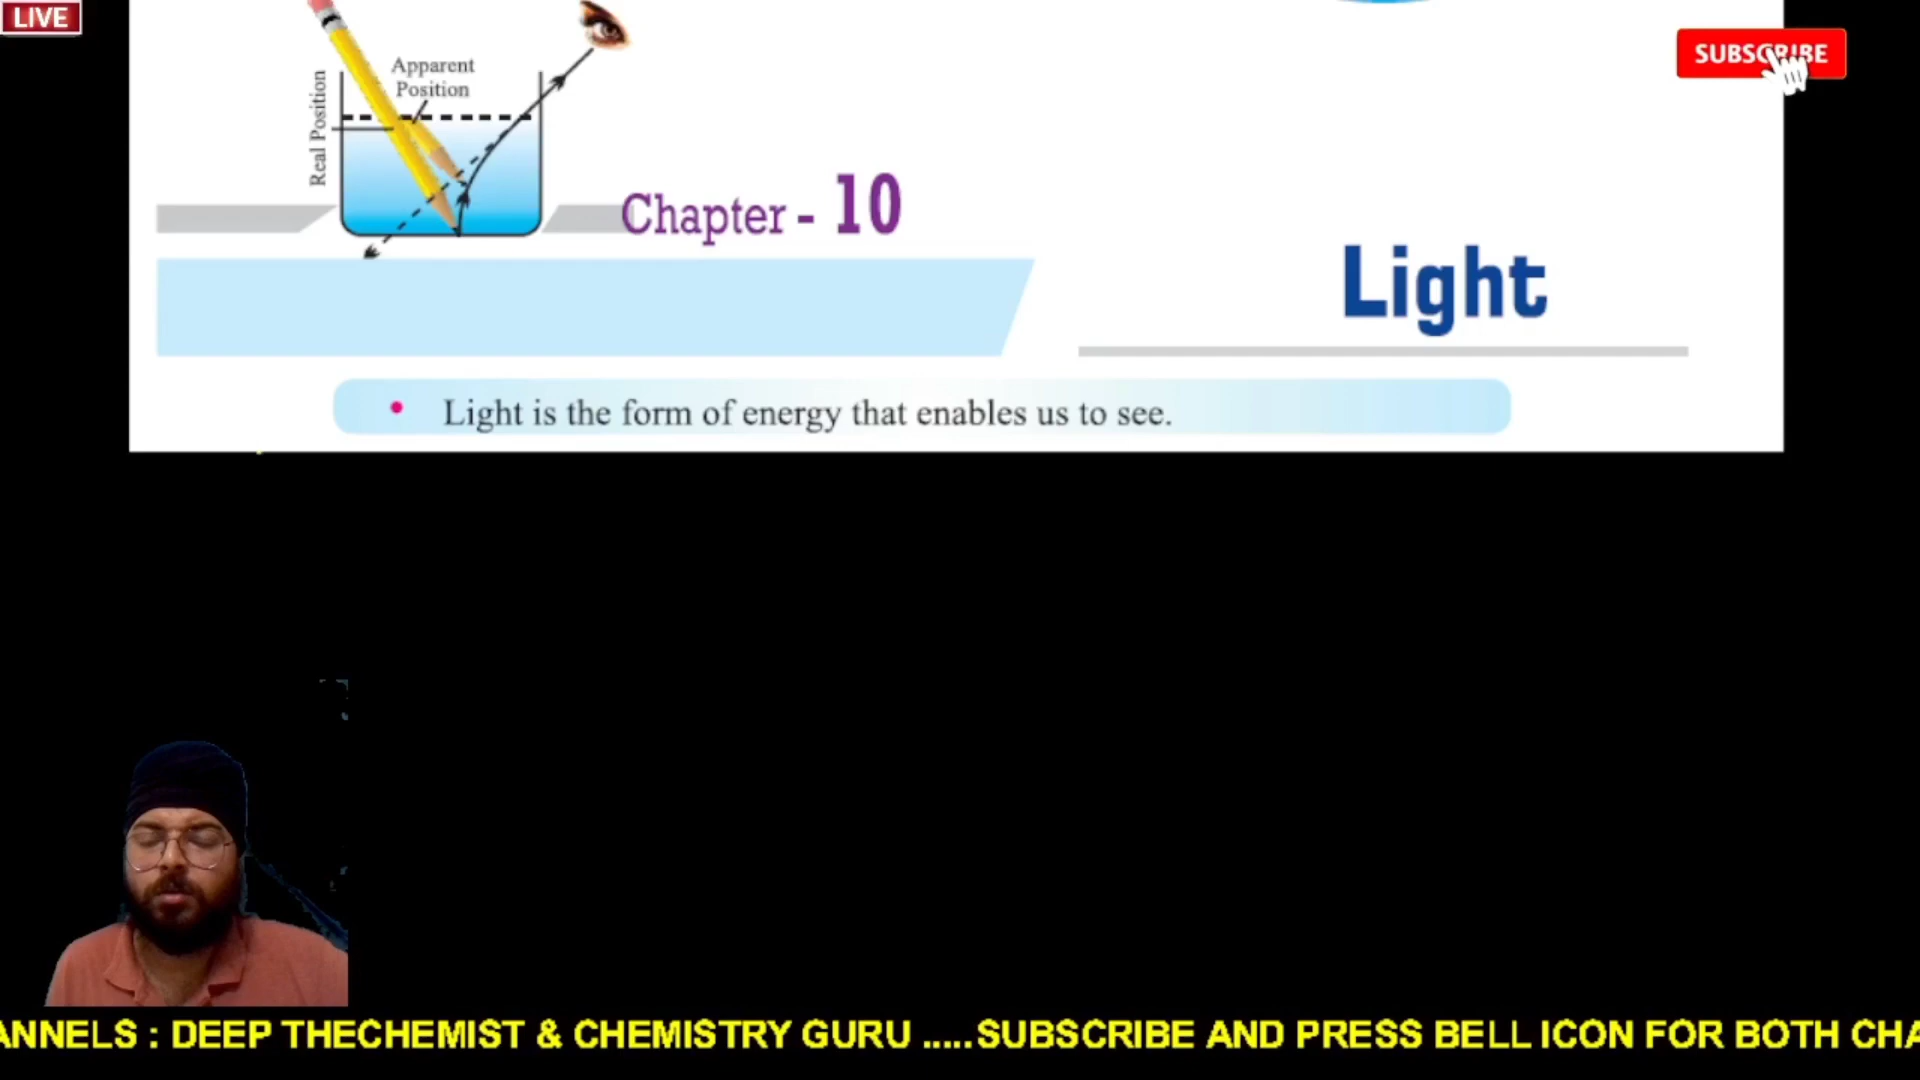 LIVE
SUBSCRIBE
Apparent
Position
Real Position
Chapter - 10
Light
• Light is the form of energy that enables us to see.
ANNELS : DEEP THECHEMIST & CHEMISTRY GURU .....SUBSCRIBE AND PRESS BELL ICON FOR BOTH CHA